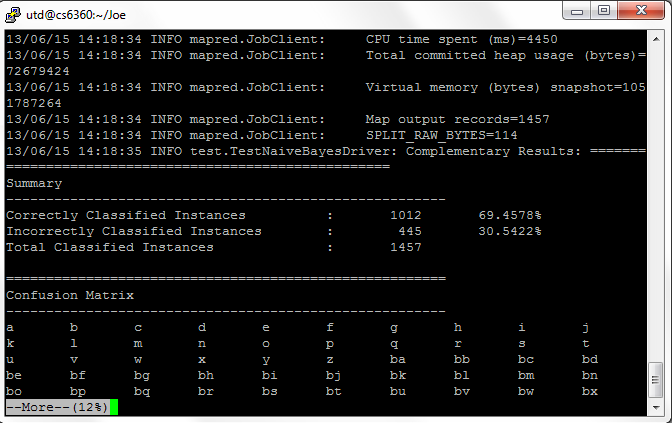 utd@cs6360:~/Joe
13/06/15 14:18:34 INFO mapred.JobClient:     CPU time spent (ms)=4450
13/06/15 14:18:34 INFO mapred.JobClient:     Total committed heap usage (bytes)=
72679424
13/06/15 14:18:34 INFO mapred.JobClient:     Virtual memory (bytes) snapshot=105
1787264
13/06/15 14:18:34 INFO mapred.JobClient:     Map output records=1457
13/06/15 14:18:34 INFO mapred.JobClient:     SPLIT_RAW_BYTES=114
13/06/15 14:18:35 INFO test.TestNaiveBayesDriver: Complementary Results: =======
================================================
Summary
-------------------------------------------------------
Correctly Classified Instances          :       1012       69.4578%
Incorrectly Classified Instances        :        445       30.5422%
Total Classified Instances              :       1457
=======================================================
Confusion Matrix
-------------------------------------------------------
a       b       c       d       e       f       g       h       i       j
k       l       m       n       o       p       q       r       s       t
u       v       w       x       y       z       ba      bb      bc      bd
be      bf      bg      bh      bi      bj      bk      bl      bm      bn
bo      bp      bq      br      bs      bt      bu      bv      bw      bx
--More--(12%)